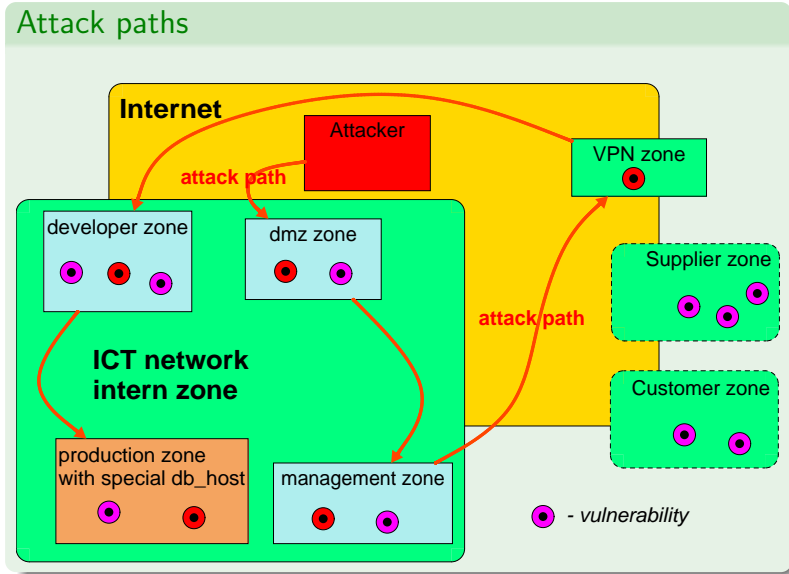 Attack paths
Internet
Attacker
VPN zone
attack path
developer zone
dmz zone
Supplier zone
attack path
ICT network
intern zone
Customer zone
production zone
with special db_host
management zone
- vulnerability